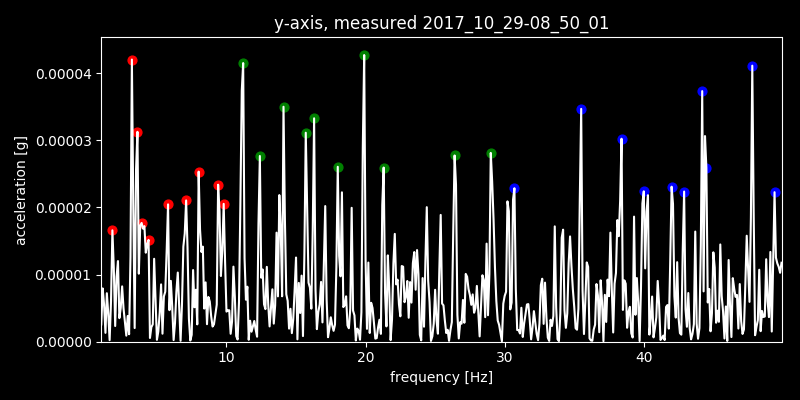 y-axis, measured 2017_10_29-08_50_01
0.00004
0.00003
0.00002
0.00001
0.00000
acceleration [g]
10 20 30 40
frequency [Hz]